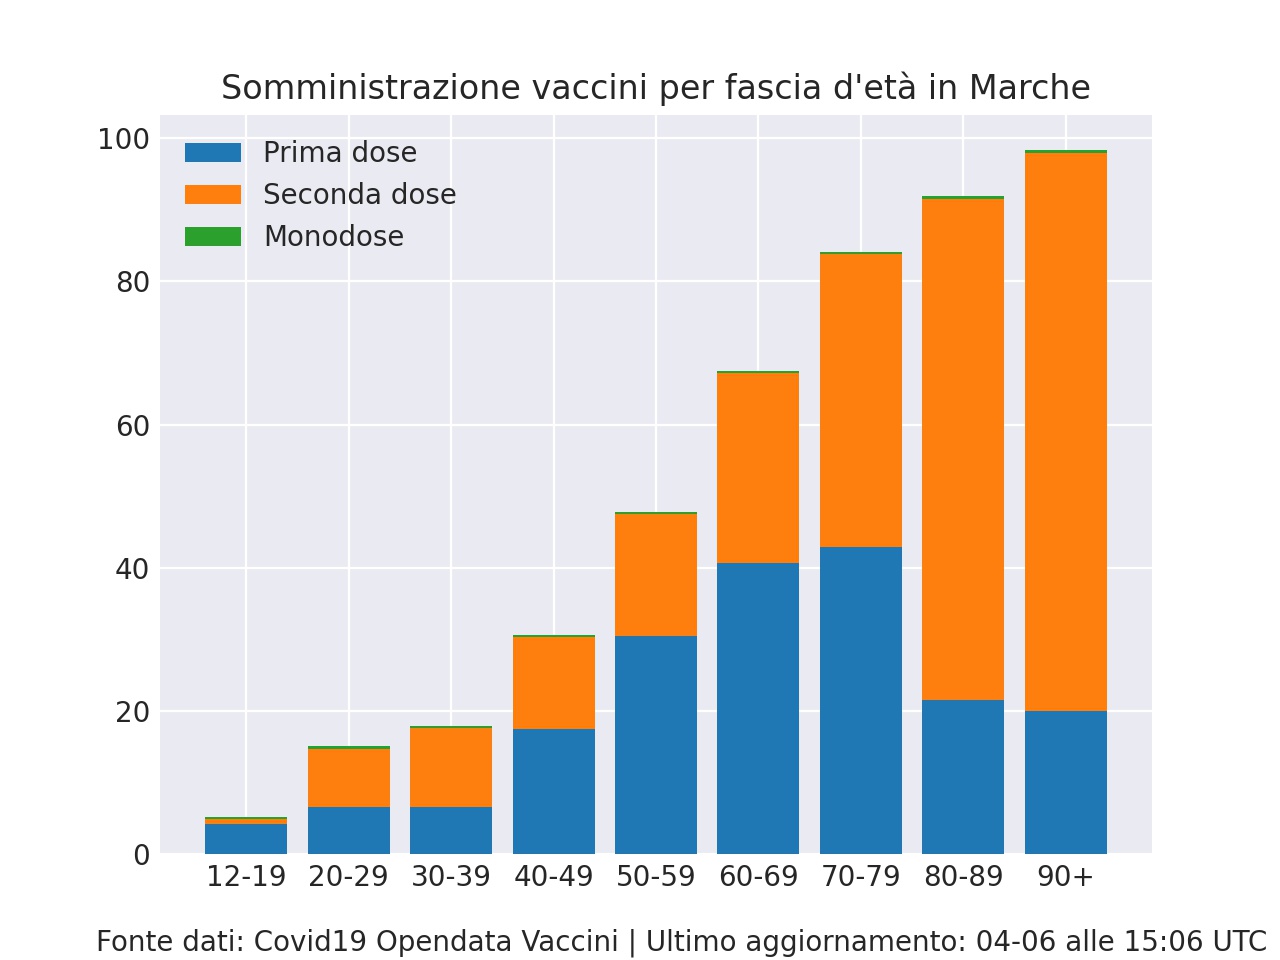 Somministrazione vaccini per fascia d'età in Marche
100
80
60
40
20
0
Prima dose
Seconda dose
Monodose
12-19 20-29 30-39 40-49 50-59 60-69 70-79 80-89 90+
Fonte dati: Covid19 Opendata Vaccini | Ultimo aggiornamento: 04-06 alle 15:06 UTC